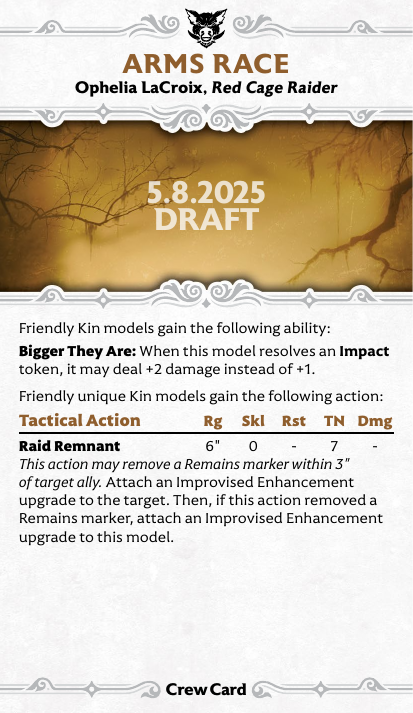 ARMS RACE
Ophelia LaCroix, Red Cage Raider
5.8.2025
DRAFT
Friendly Kin models gain the following ability:
Bigger They Are: When this model resolves an Impact
token, it may deal +2 damage instead of +1.
Friendly unique Kin models gain the following action:
Tactical Action Rg Skl Rst TN Dmg
Raid Remnant 6" 0 - 7 -
This action may remove a Remains marker within 3"
of target ally. Attach an Improvised Enhancement
upgrade to the target. Then, if this action removed a
Remains marker, attach an Improvised Enhancement
upgrade to this model.
Crew Card